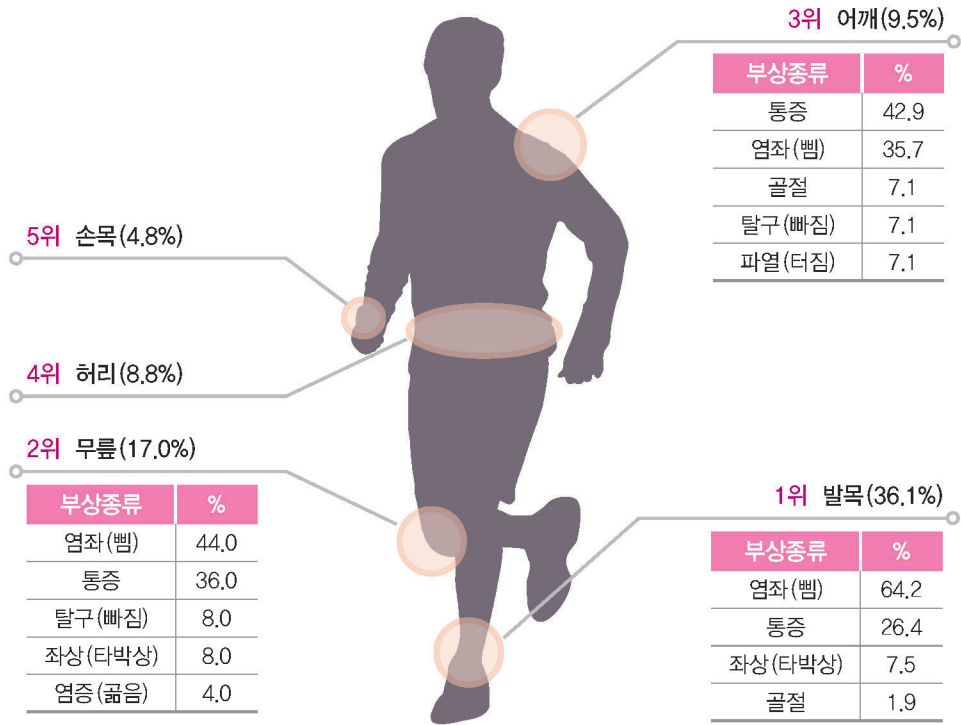 3위 어깨(9.5%)
부상종류 %
통증 42.9
염좌(삠) 35.7
골절 7.1
탈구(빠짐) 7.1
파열(터짐) 7.1
5위 손목(4.8%)
4위 허리(8.8%)
2위 무릎(17.0%)
부상종류 %
염좌(삠) 44.0
통증 36.0
탈구(빠짐) 8.0
좌상(타박상) 8.0
염증(곪음) 4.0
1위 발목(36.1%)
부상종류 %
염좌(삠) 64.2
통증 26.4
좌상(타박상) 7.5
골절 1.9